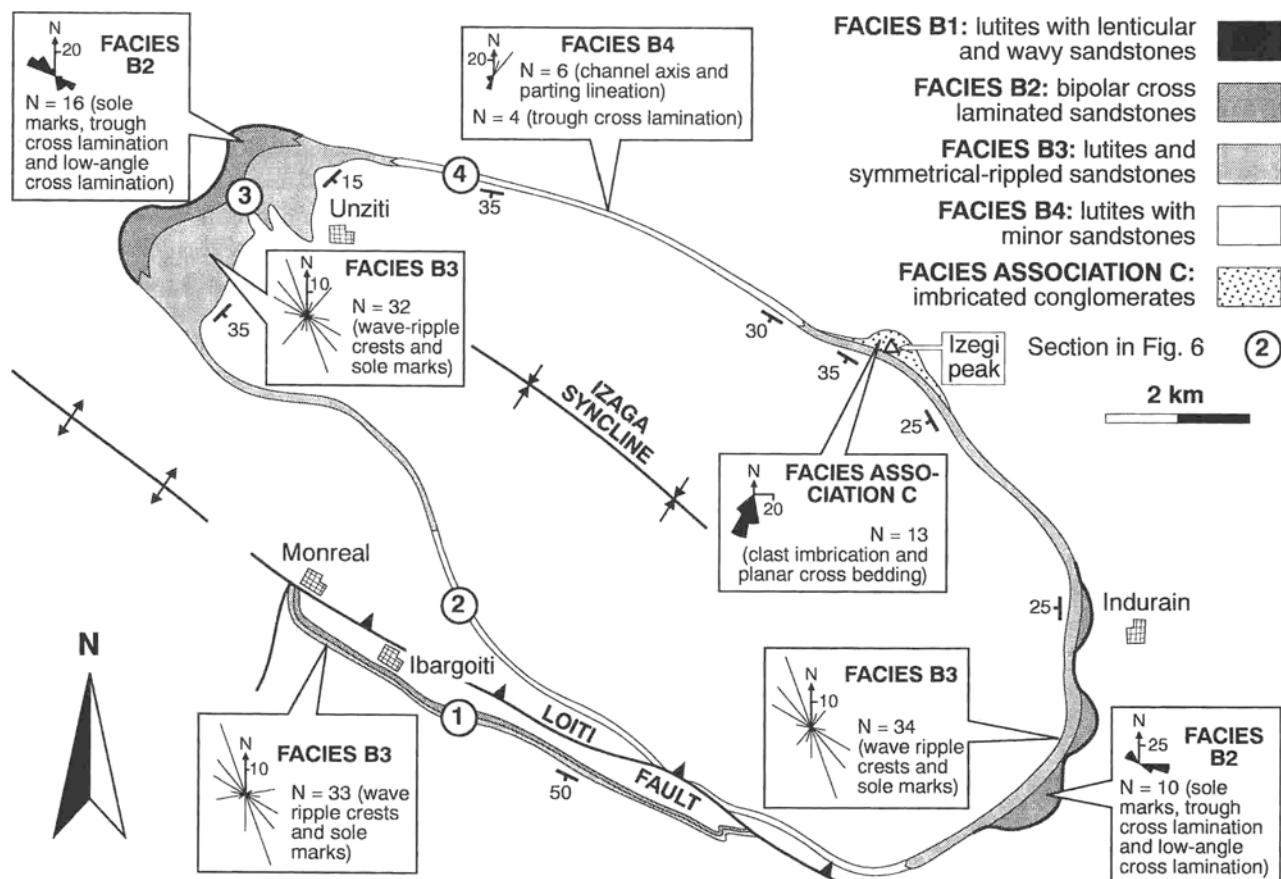 N
20
FACIES
B2
N = 16 (sole
marks, trough
cross lamination
and low-angle
cross lamination)
N
20
FACIES B4
N = 6 (channel axis and
parting lineation)
N = 4 (trough cross lamination)
FACIES B1: lutites with lenticular
and wavy sandstones
FACIES B2: bipolar cross
laminated sandstones
FACIES B3: lutites and
symmetrical-rippled sandstones
FACIES B4: lutites with
minor sandstones
FACIES ASSOCIATION C:
imbricated conglomerates
Section in Fig. 6
2
2 km
3
15
Unziti
4
35
N
10
FACIES B3
N = 32
(wave-ripple
crests and
sole marks)
35
30
35
Izegi
peak
25
IZAGA
SYNCLINE
N
20
FACIES ASSO-
CIATION C
N = 13
(clast imbrication and
planar cross bedding)
Monreal
2
25
Indurain
N
Ibargoiti
1
LOITI
FAULT
50
N
10
FACIES B3
N = 33 (wave
ripple crests
and sole
marks)
N
10
FACIES B3
N = 34
(wave ripple
crests and
sole marks)
N
25
FACIES
B2
N = 10 (sole
marks, trough
cross lamination
and low-angle
cross lamination)